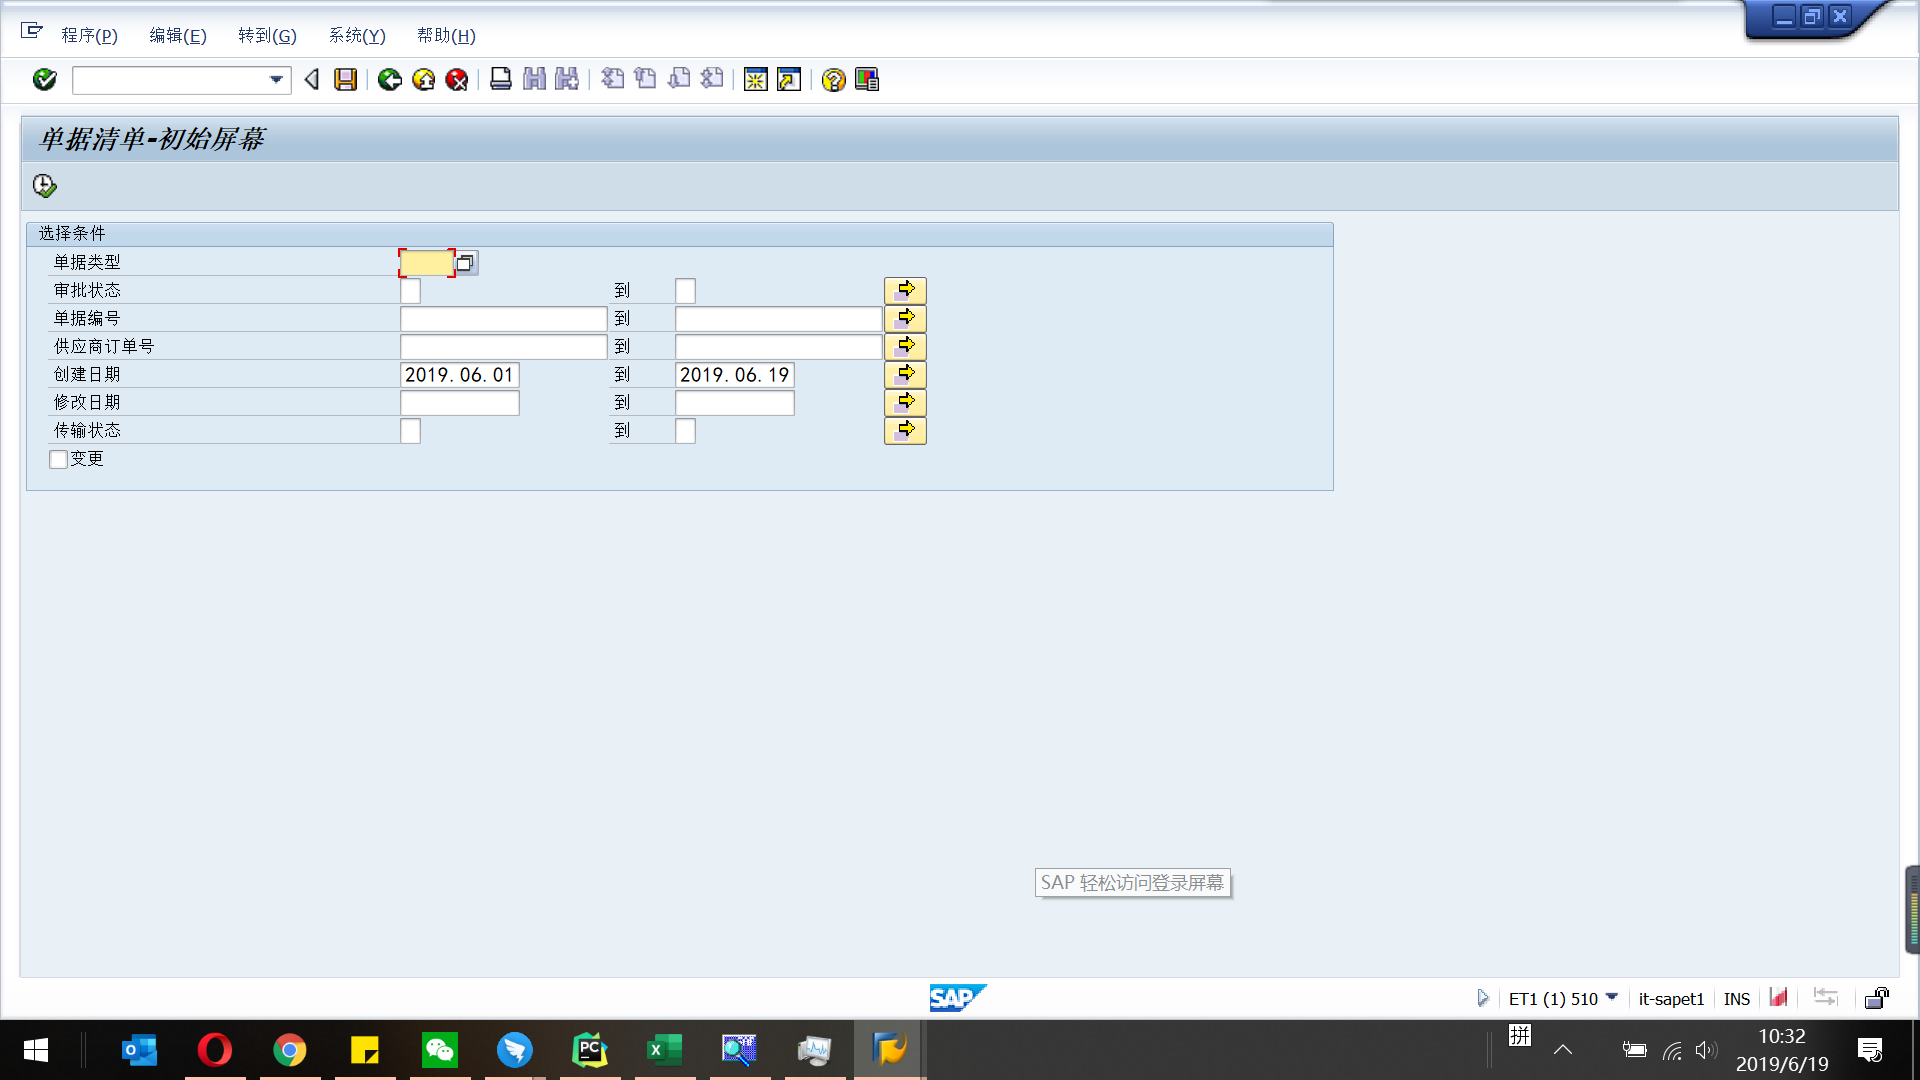 程序(P) 编辑(E) 转到(G) 系统(Y) 帮助(H)
单据清单-初始屏幕
选择条件
单据类型
审批状态 到
单据编号 到
供应商订单号 到
创建日期 2019.06.01 到 2019.06.19
修改日期 到
传输状态 到
变更
SAP 轻松访问登录屏幕
SAP
ET1 (1) 510 it-sapet1 INS
拼
10:32
2019/6/19